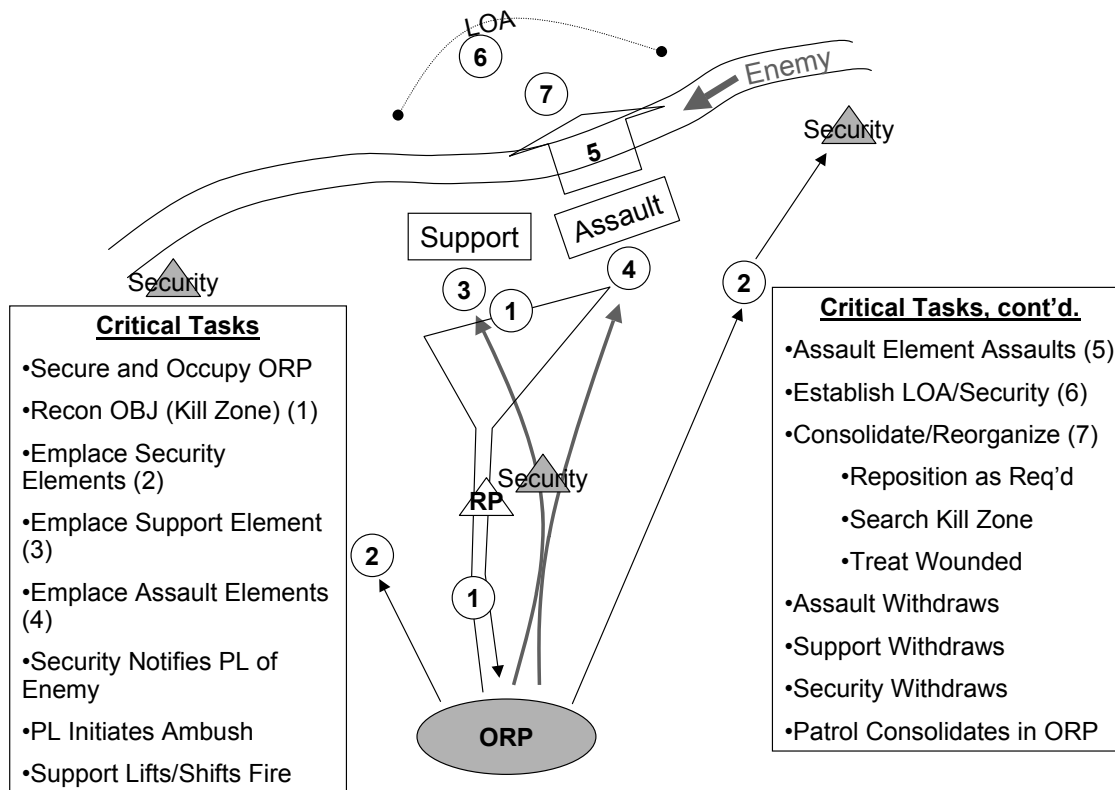 LOA
6
7
Enemy
Security
5
Assault
Support
4
3
1
2
Security
Critical Tasks
•Secure and Occupy ORP
•Recon OBJ (Kill Zone) (1)
•Emplace Security
Elements (2)
•Emplace Support Element
(3)
•Emplace Assault Elements
(4)
•Security Notifies PL of
Enemy
•PL Initiates Ambush
•Support Lifts/Shifts Fire
Security
RP
2
1
ORP
Critical Tasks, cont’d.
•Assault Element Assaults (5)
•Establish LOA/Security (6)
•Consolidate/Reorganize (7)
•Reposition as Req’d
•Search Kill Zone
•Treat Wounded
•Assault Withdraws
•Support Withdraws
•Security Withdraws
•Patrol Consolidates in ORP